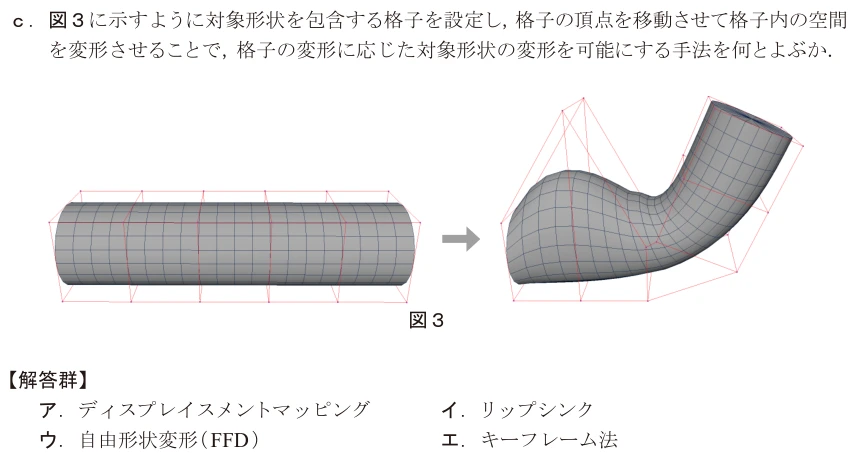 c．図3に示すように対象形状を包含する格子を設定し，格子の頂点を移動させて格子内の空間
を変形させることで，格子の変形に応じた対象形状の変形を可能にする手法を何とよぶか．
図3
【解答群】
ア．ディスプレイスメントマッピング　イ．リップシンク
ウ．自由形状変形（FFD）　エ．キーフレーム法